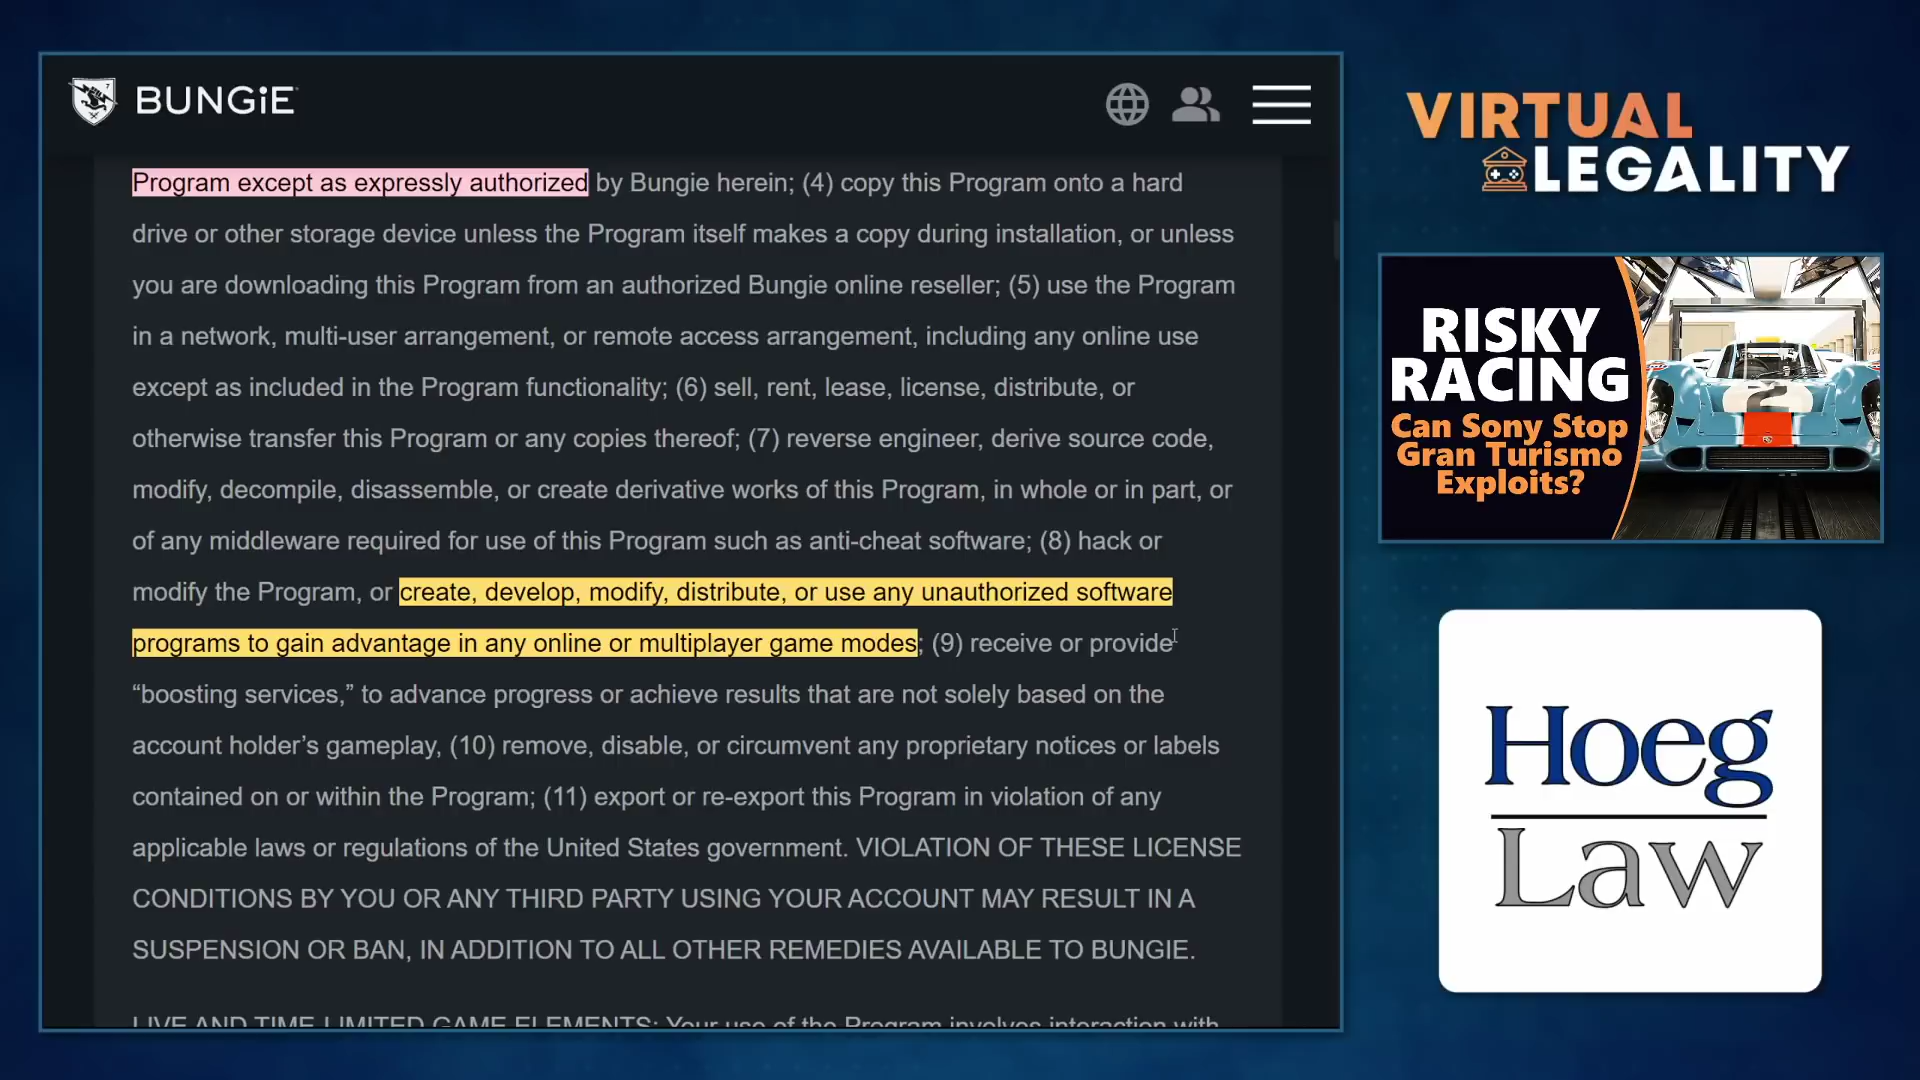 BUNGiE
Program except as expressly authorized by Bungie herein; (4) copy this Program onto a hard
drive or other storage device unless the Program itself makes a copy during installation, or unless
you are downloading this Program from an authorized Bungie online reseller; (5) use the Program
in a network, multi-user arrangement, or remote access arrangement, including any online use
except as included in the Program functionality; (6) sell, rent, lease, license, distribute, or
otherwise transfer this Program or any copies thereof; (7) reverse engineer, derive source code,
modify, decompile, disassemble, or create derivative works of this Program, in whole or in part, or
of any middleware required for use of this Program such as anti-cheat software; (8) hack or
modify the Program, or create, develop, modify, distribute, or use any unauthorized software
programs to gain advantage in any online or multiplayer game modes; (9) receive or provide
“boosting services,” to advance progress or achieve results that are not solely based on the
account holder’s gameplay, (10) remove, disable, or circumvent any proprietary notices or labels
contained on or within the Program; (11) export or re-export this Program in violation of any
applicable laws or regulations of the United States government. VIOLATION OF THESE LICENSE
CONDITIONS BY YOU OR ANY THIRD PARTY USING YOUR ACCOUNT MAY RESULT IN A
SUSPENSION OR BAN, IN ADDITION TO ALL OTHER REMEDIES AVAILABLE TO BUNGIE.
LIVE AND TIME LIMITED GAME ELEMENTS: Your use of the Program involves interaction with
VIRTUAL
LEGALITY
RISKY
RACING
Can Sony Stop
Gran Turismo
Exploits?
2
Hoeg
Law